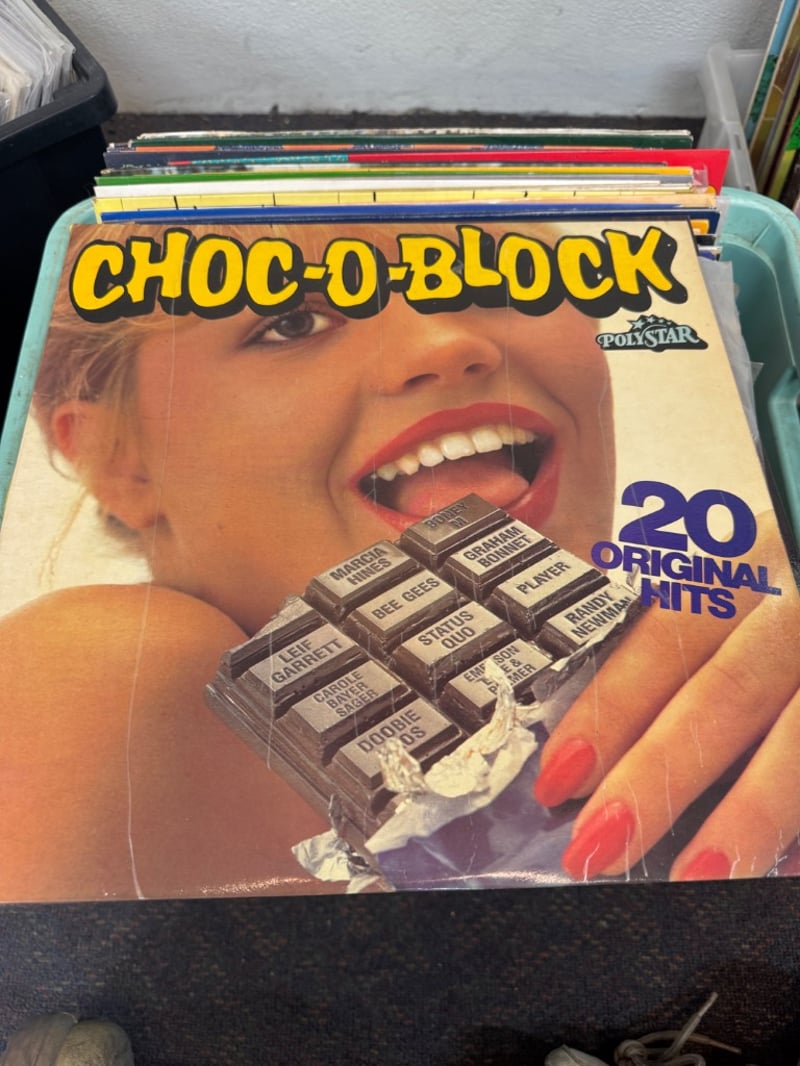 CHOC-O-BLOCK
POLYSTAR
20
ORIGINAL
HITS
BONEY
M
MARCIA
HINES
GRAHAM
BONNET
BEE GEES
PLAYER
LEIF
GARRETT
STATUS
QUO
RANDY
NEWMAN
CAROLE
BAYER
SAGER
DOOBIE